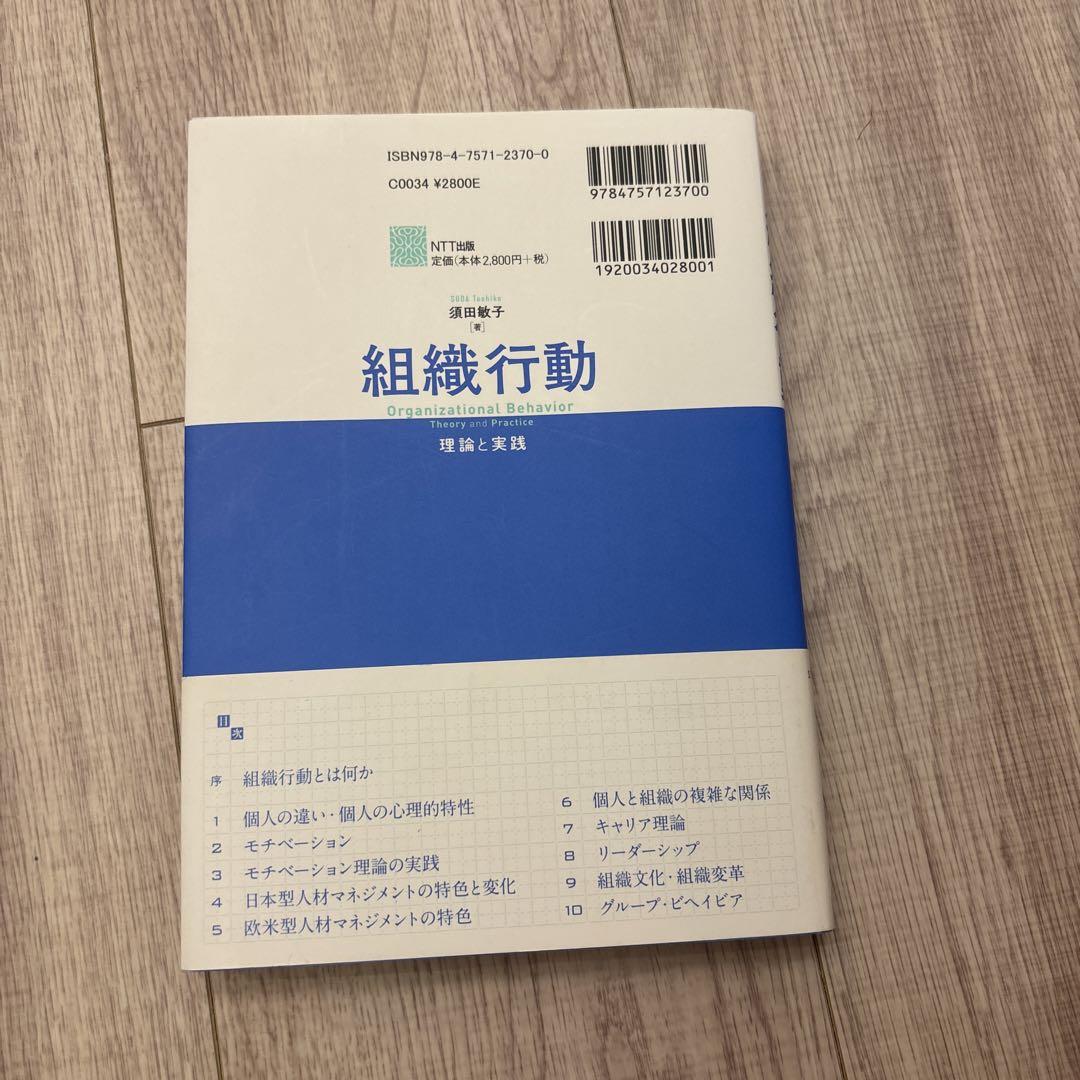 ISBN978-4-7571-2370-0
C0034 ¥2800E
9784757123700
1920034028001
NTT出版
定価(本体2,800円+税)
SUDA Toshiko
須田敏子
[著]
組織行動
Organizational Behavior
Theory and Practice
理論と実践
目次
序 組織行動とは何か
1 個人の違い・個人の心理的特性
2 モチベーション
3 モチベーション理論の実践
4 日本型人材マネジメントの特色と変化
5 欧米型人材マネジメントの特色
6 個人と組織の複雑な関係
7 キャリア理論
8 リーダーシップ
9 組織文化・組織変革
10 グループ・ビヘイビア